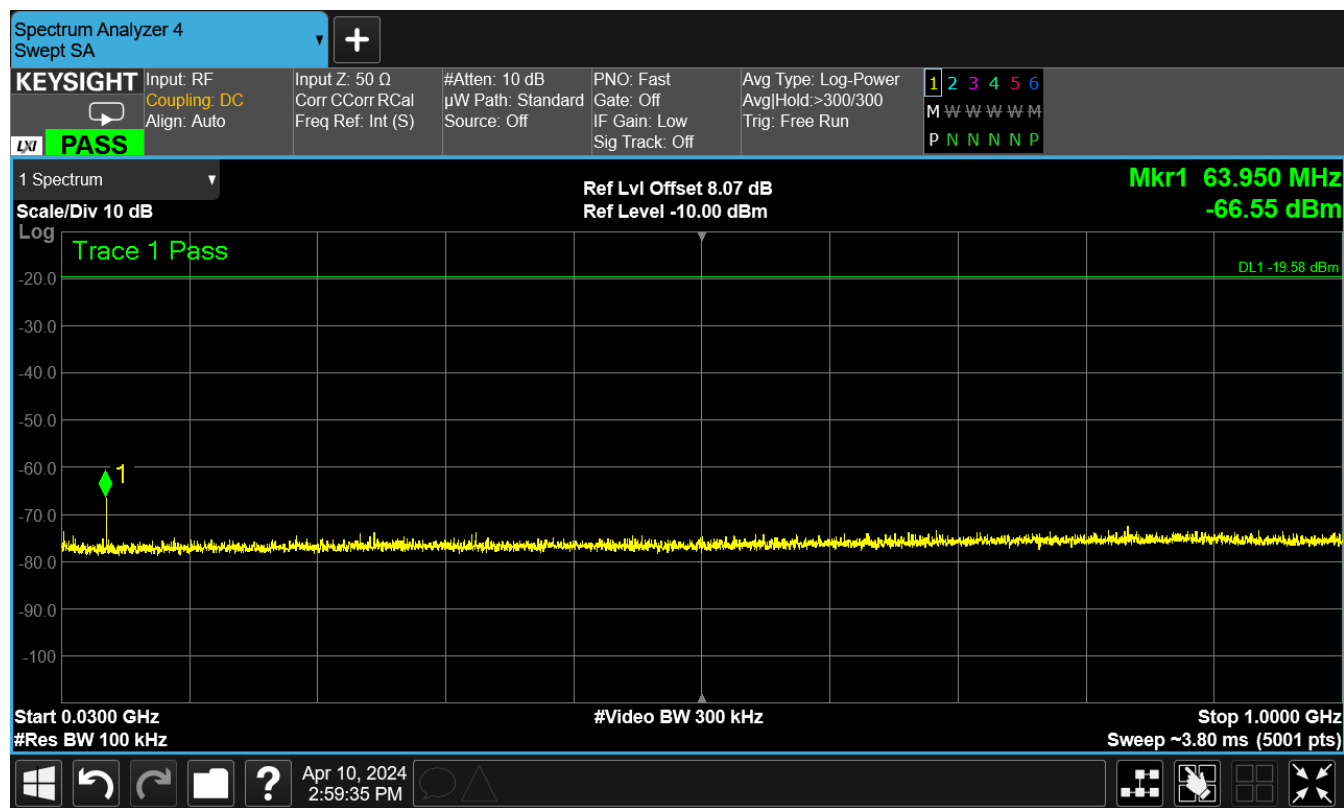 Spectrum Analyzer 4
Swept SA
KEYSIGHT
LXI
PASS
Input: RF
Coupling: DC
Align: Auto
Input Z: 50 Ω
Corr CCorr RCal
Freq Ref: Int (S)
#Atten: 10 dB
µW Path: Standard
Source: Off
PNO: Fast
Gate: Off
IF Gain: Low
Sig Track: Off
Avg Type: Log-Power
Avg|Hold:>300/300
Trig: Free Run
1 2 3 4 5 6
M W W W W M
P N N N N P
1 Spectrum
Scale/Div 10 dB
Log
Ref Lvl Offset 8.07 dB
Ref Level -10.00 dBm
Mkr1 63.950 MHz
-66.55 dBm
Trace 1 Pass
DL1 -19.58 dBm
-20.0
-30.0
-40.0
-50.0
-60.0
1
-70.0
-80.0
-90.0
-100
Start 0.0300 GHz
#Res BW 100 kHz
#Video BW 300 kHz
Stop 1.0000 GHz
Sweep ~3.80 ms (5001 pts)
?
Apr 10, 2024
2:59:35 PM